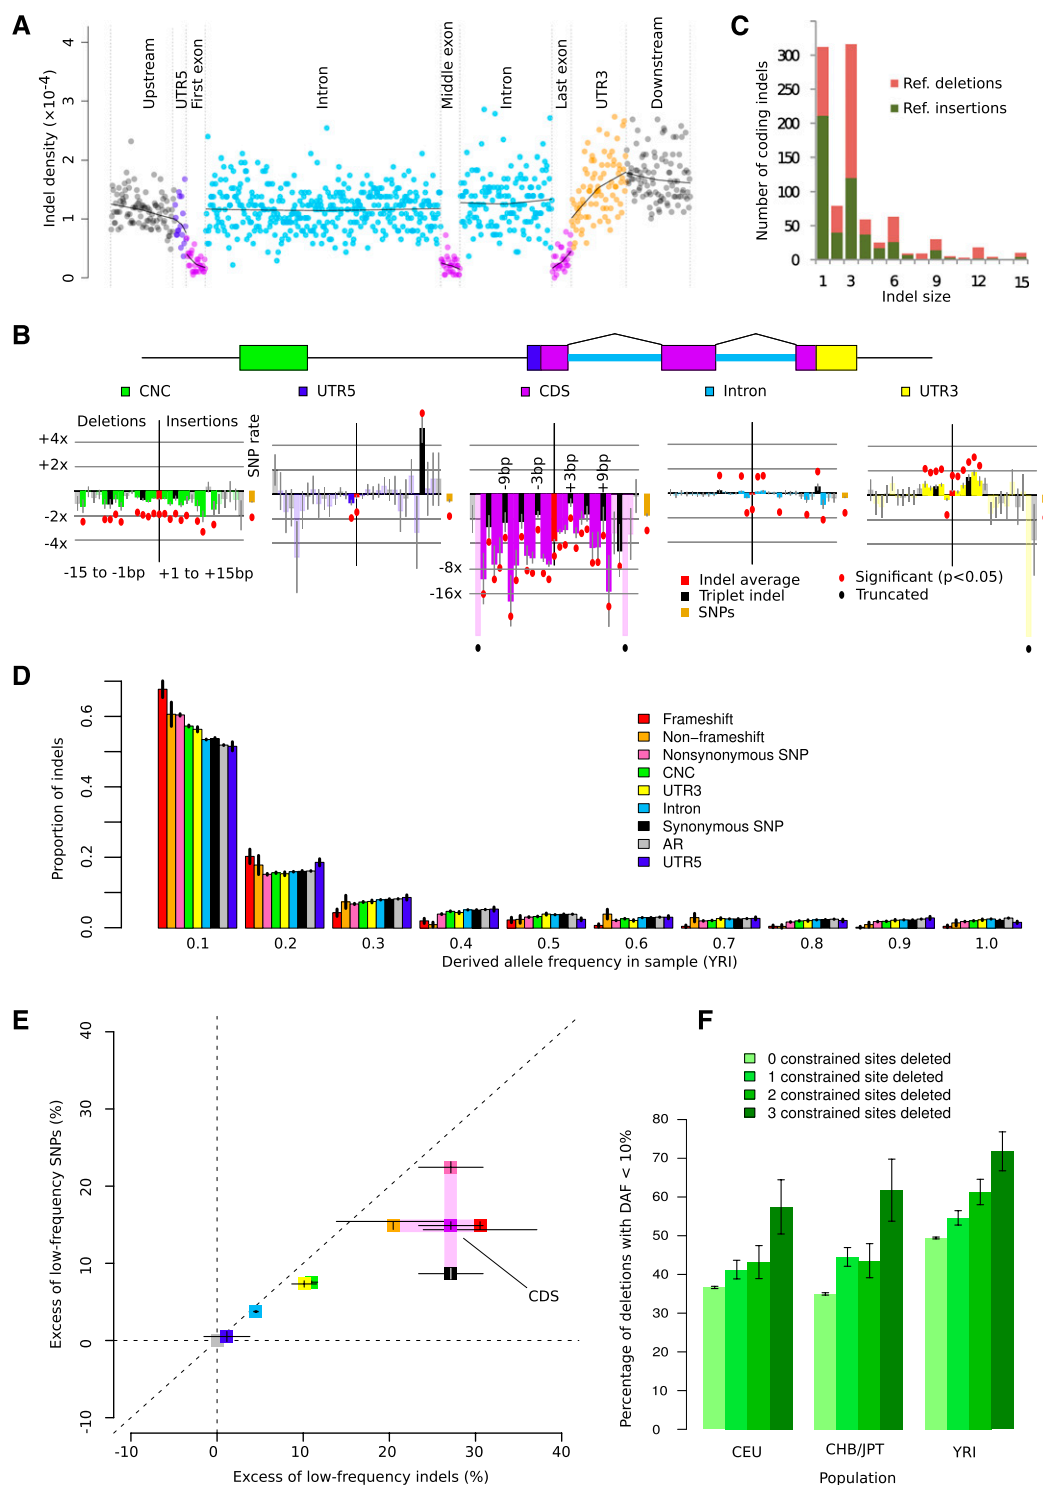 A
Indel density (×10⁻⁴)
4
3
2
1
0
Upstream
UTR5
First exon
Intron
Middle exon
Intron
Last exon
UTR3
Downstream
C
Number of coding indels
300
250
200
150
100
50
0
Ref. deletions
Ref. insertions
1 3 6 9 12 15
Indel size
B
CNC
UTR5
CDS
Intron
UTR3
Deletions
Insertions
SNP rate
+4x
+2x
-2x
-4x
-15 to -1bp
+1 to +15bp
-9bp
-3bp
+3bp
+9bp
-8x
-16x
Indel average
Triplet indel
SNPs
Significant (p<0.05)
Truncated
D
Proportion of indels
0.6
0.4
0.2
0.0
Frameshift
Non−frameshift
Nonsynonymous SNP
CNC
UTR3
Intron
Synonymous SNP
AR
UTR5
0.1 0.2 0.3 0.4 0.5 0.6 0.7 0.8 0.9 1.0
Derived allele frequency in sample (YRI)
E
Excess of low-frequency SNPs (%)
40
30
20
10
0
-10
CDS
-10 0 10 20 30 40
Excess of low-frequency indels (%)
F
0 constrained sites deleted
1 constrained site deleted
2 constrained sites deleted
3 constrained sites deleted
Percentage of deletions with DAF < 10%
80
70
60
50
40
30
20
10
0
CEU CHB/JPT YRI
Population